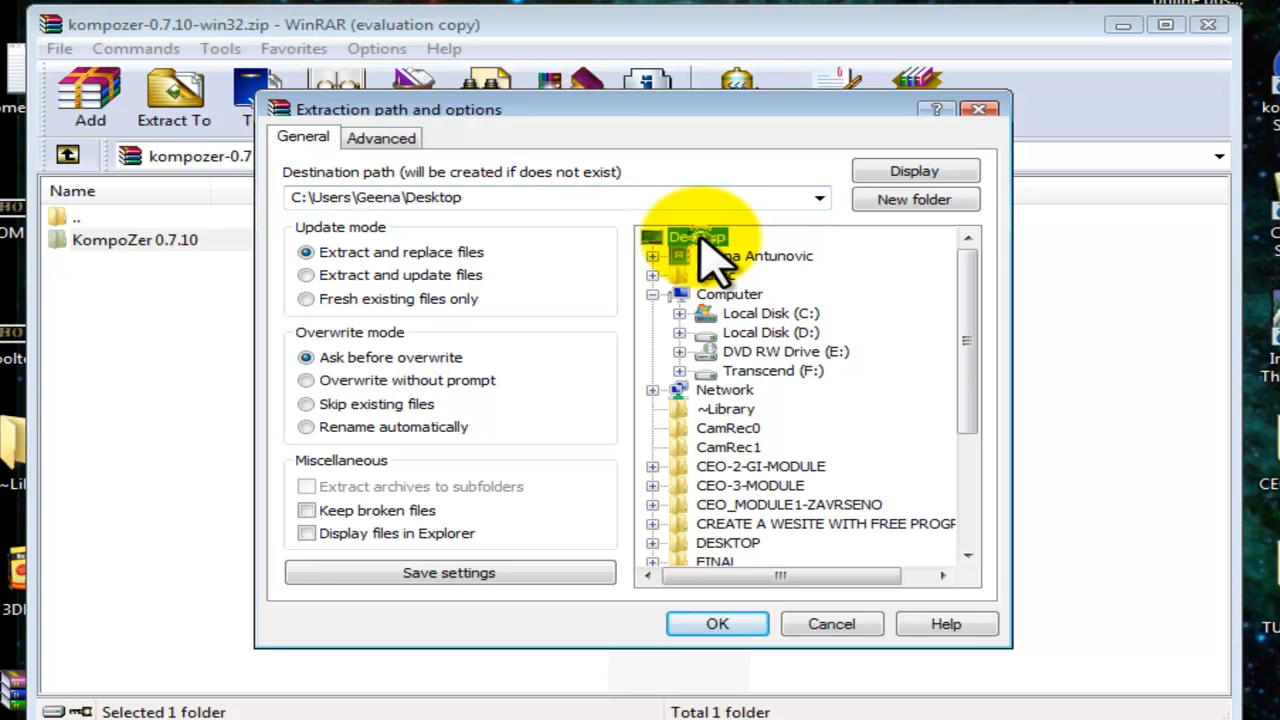 kompozer-0.7.10-win32.zip - WinRAR (evaluation copy)
File Commands Tools Favorites Options Help
Add Extract To
Extraction path and options
General Advanced
kompozer-0.7
Name
..
KompoZer 0.7.10
Destination path (will be created if does not exist)
C:\Users\Geena\Desktop
Display
New folder
Update mode
Extract and replace files
Extract and update files
Fresh existing files only
Overwrite mode
Ask before overwrite
Overwrite without prompt
Skip existing files
Rename automatically
Miscellaneous
Extract archives to subfolders
Keep broken files
Display files in Explorer
Save settings
Antunovic
Computer
Local Disk (C:)
Local Disk (D:)
DVD RW Drive (E:)
Transcend (F:)
Network
~Library
CamRec0
CamRec1
CEO-2-GI-MODULE
CEO-3-MODULE
CEO_MODULE1-ZAVRSENO
CREATE A WESITE WITH FREE PROGR
DESKTOP
FINAL
OK Cancel Help
Selected 1 folder
Total 1 folder